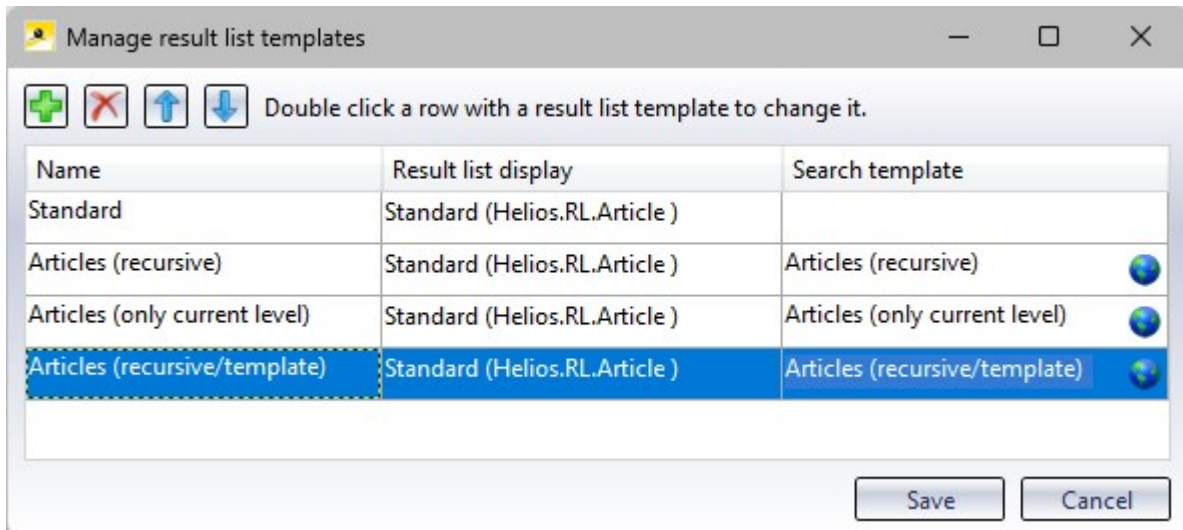 Manage result list templates
Double click a row with a result list template to change it.
Name Result list display Search template
Standard Standard (Helios.RL.Article )
Articles (recursive) Standard (Helios.RL.Article ) Articles (recursive)
Articles (only current level) Standard (Helios.RL.Article ) Articles (only current level)
Articles (recursive/template) Standard (Helios.RL.Article ) Articles (recursive/template)
Save Cancel